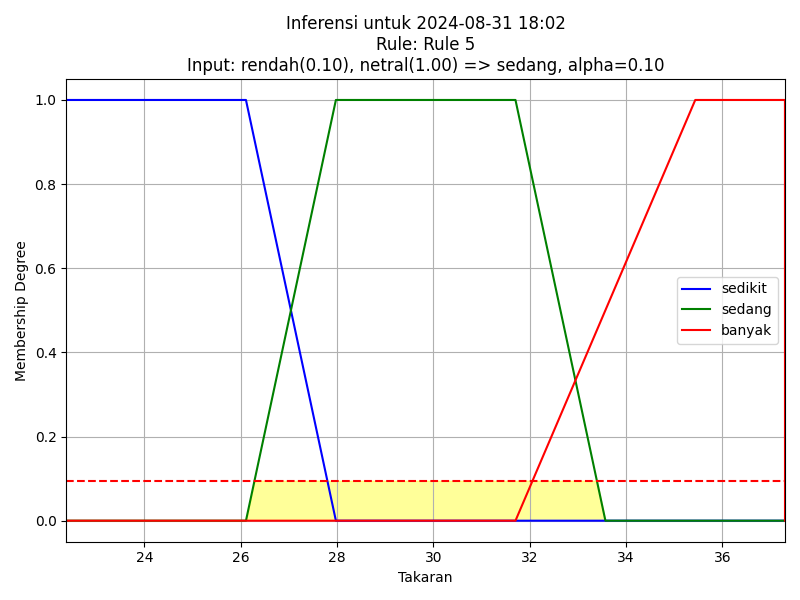 Inferensi untuk 2024-08-31 18:02
Rule: Rule 5
Input: rendah(0.10), netral(1.00) => sedang, alpha=0.10
Membership Degree
1.0
0.8
0.6
0.4
0.2
0.0
sedikit
sedang
banyak
24 26 28 30 32 34 36
Takaran